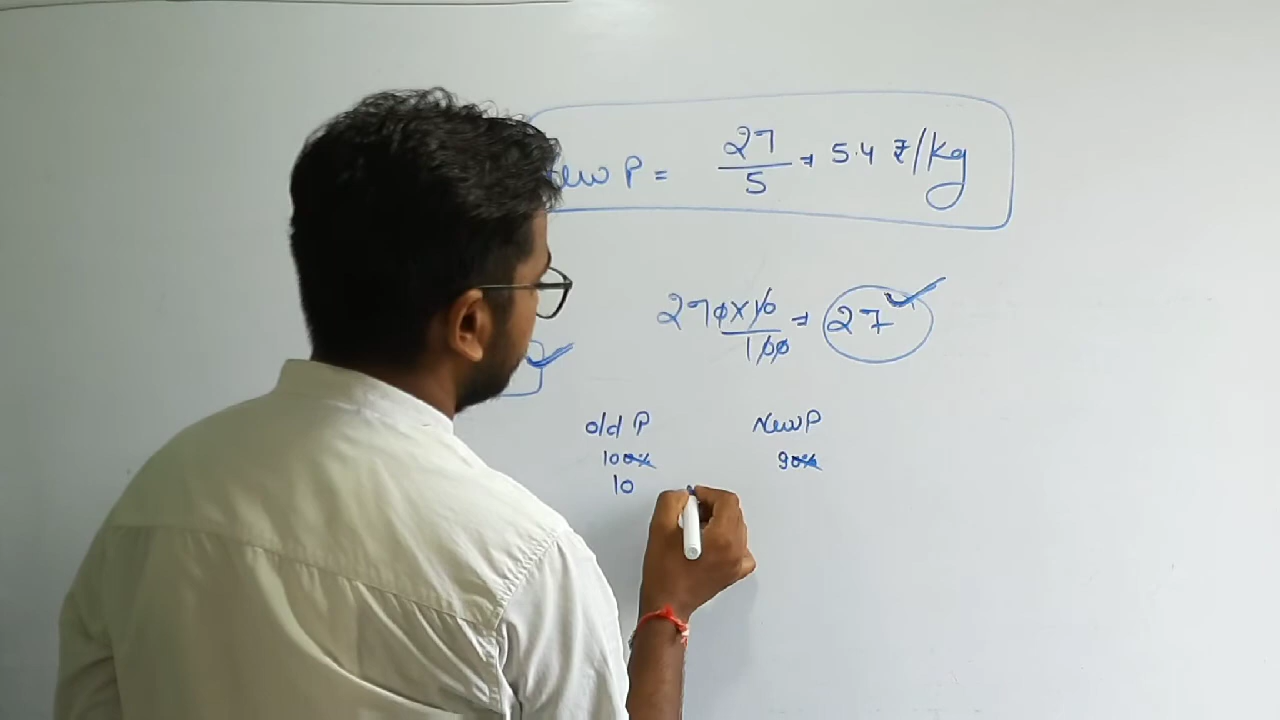 New P = 27/5 = 5.4 ₹/Kg
270×10/100 = 27
old P New P
100% 90%
10